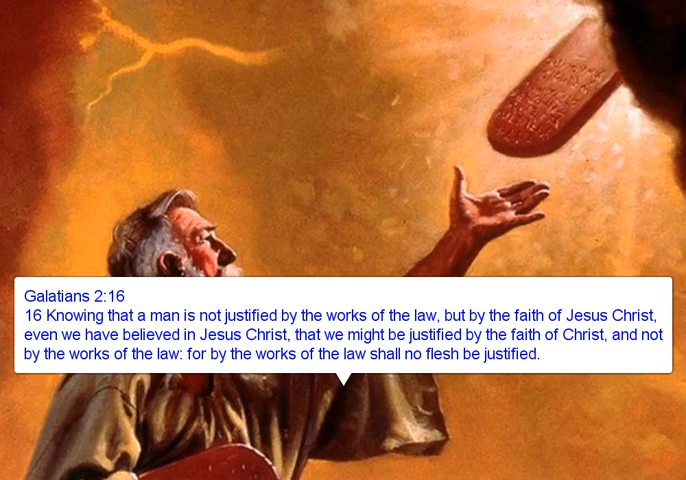 Galatians 2:16
16 Knowing that a man is not justified by the works of the law, but by the faith of Jesus Christ,
even we have believed in Jesus Christ, that we might be justified by the faith of Christ, and not
by the works of the law: for by the works of the law shall no flesh be justified.